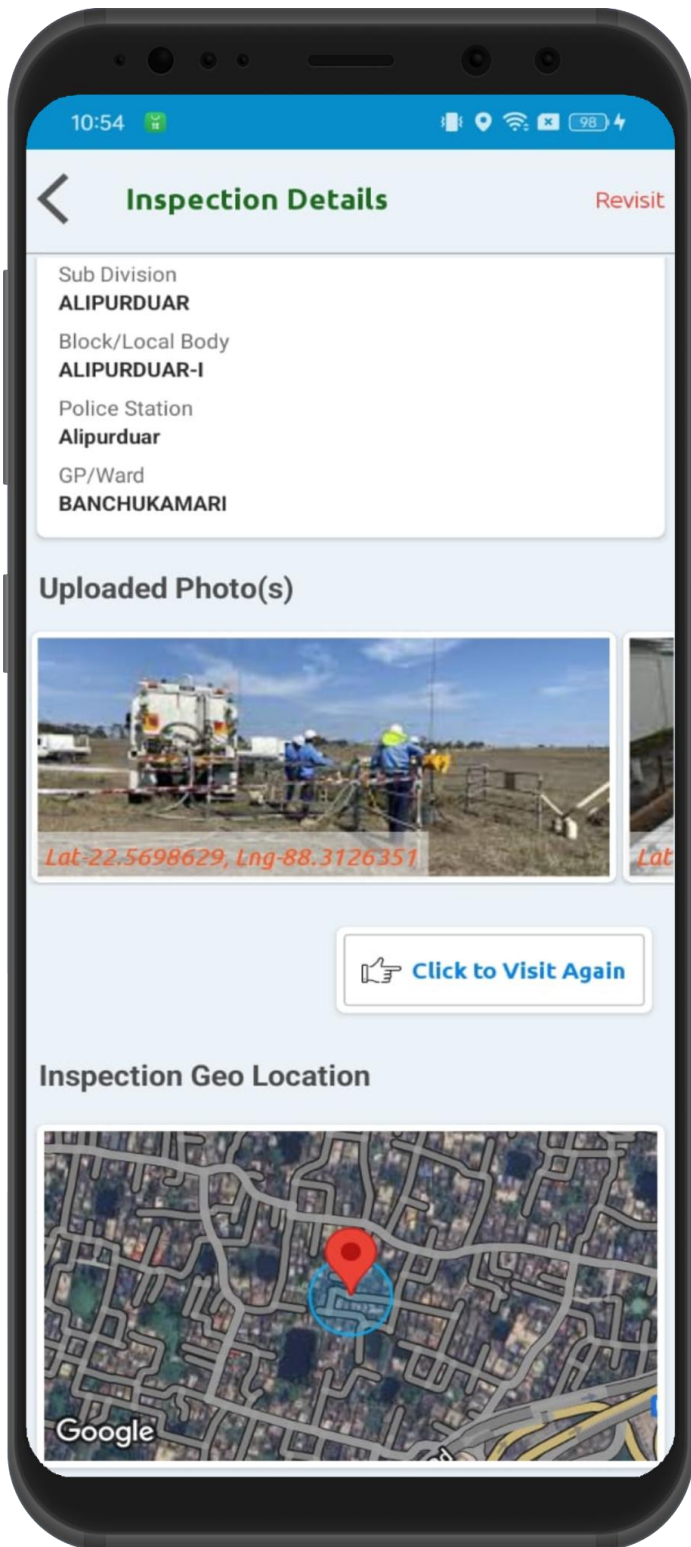 10:54
98
Inspection Details
Revisit
Sub Division
ALIPURDUAR
Block/Local Body
ALIPURDUAR-I
Police Station
Alipurduar
GP/Ward
BANCHUKAMARI
Uploaded Photo(s)
Lat-22.5698629, Lng-88.3126351
Lat
Click to Visit Again
Inspection Geo Location
Google